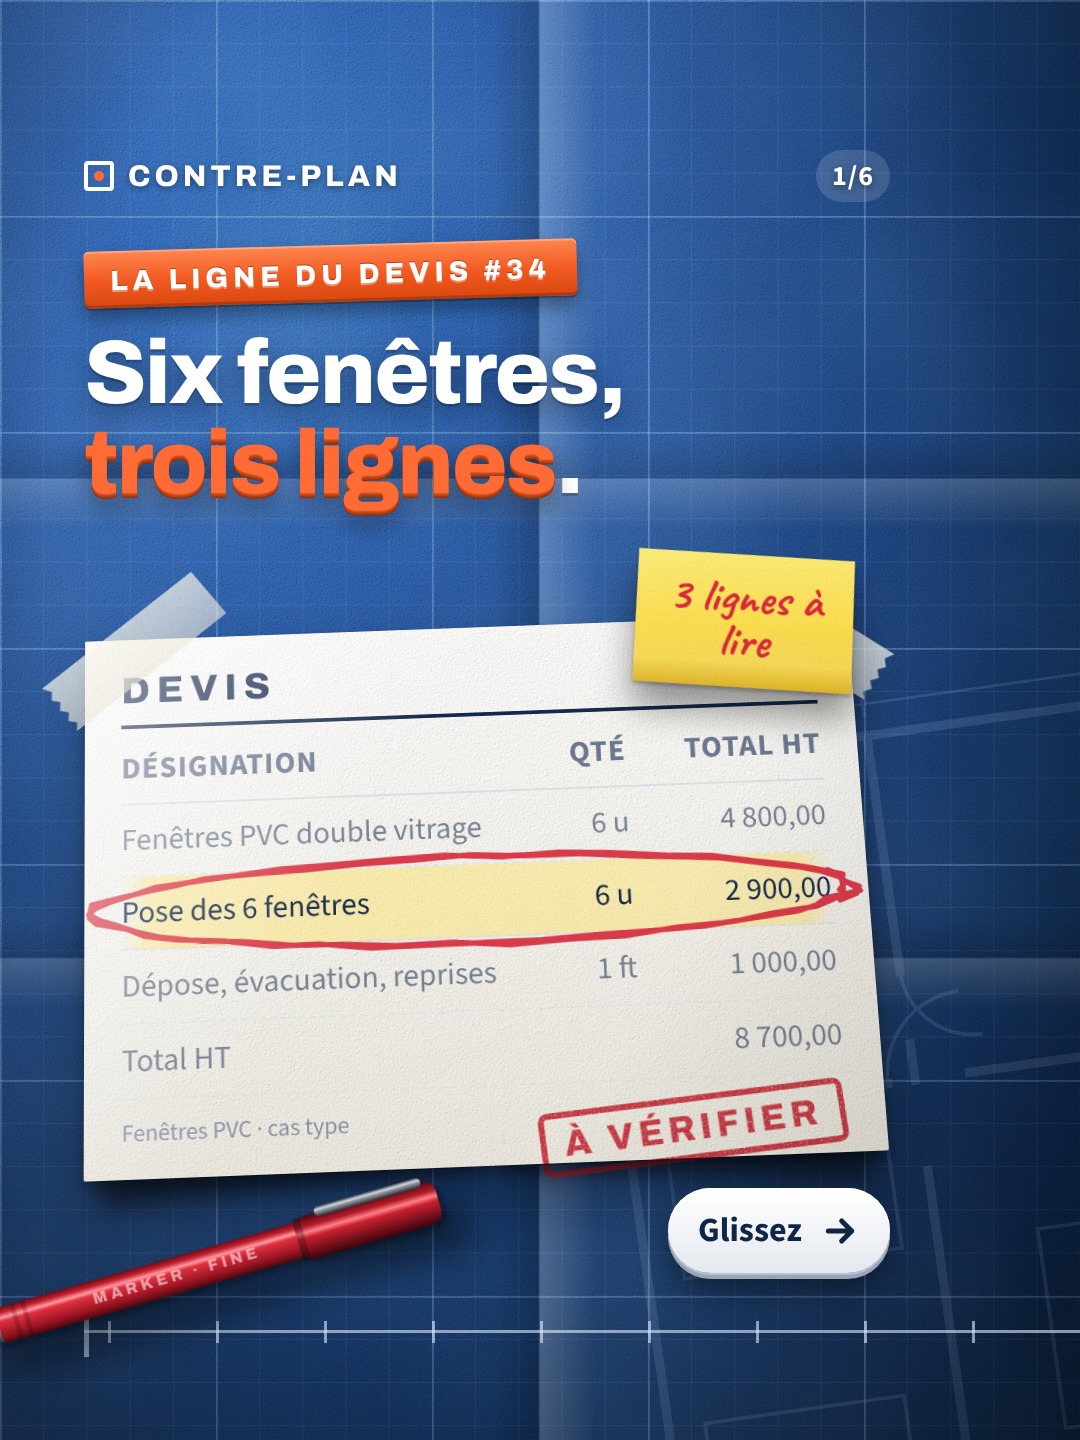 CONTRE-PLAN
1/6
LA LIGNE DU DEVIS #34
Six fenêtres,
trois lignes.
3 lignes à
lire
DEVIS
DÉSIGNATION QTÉ TOTAL HT
Fenêtres PVC double vitrage 6 u 4 800,00
Pose des 6 fenêtres 6 u 2 900,00
Dépose, évacuation, reprises 1 ft 1 000,00
Total HT 8 700,00
Fenêtres PVC · cas type
À VÉRIFIER
Glissez →
MARKER · FINE